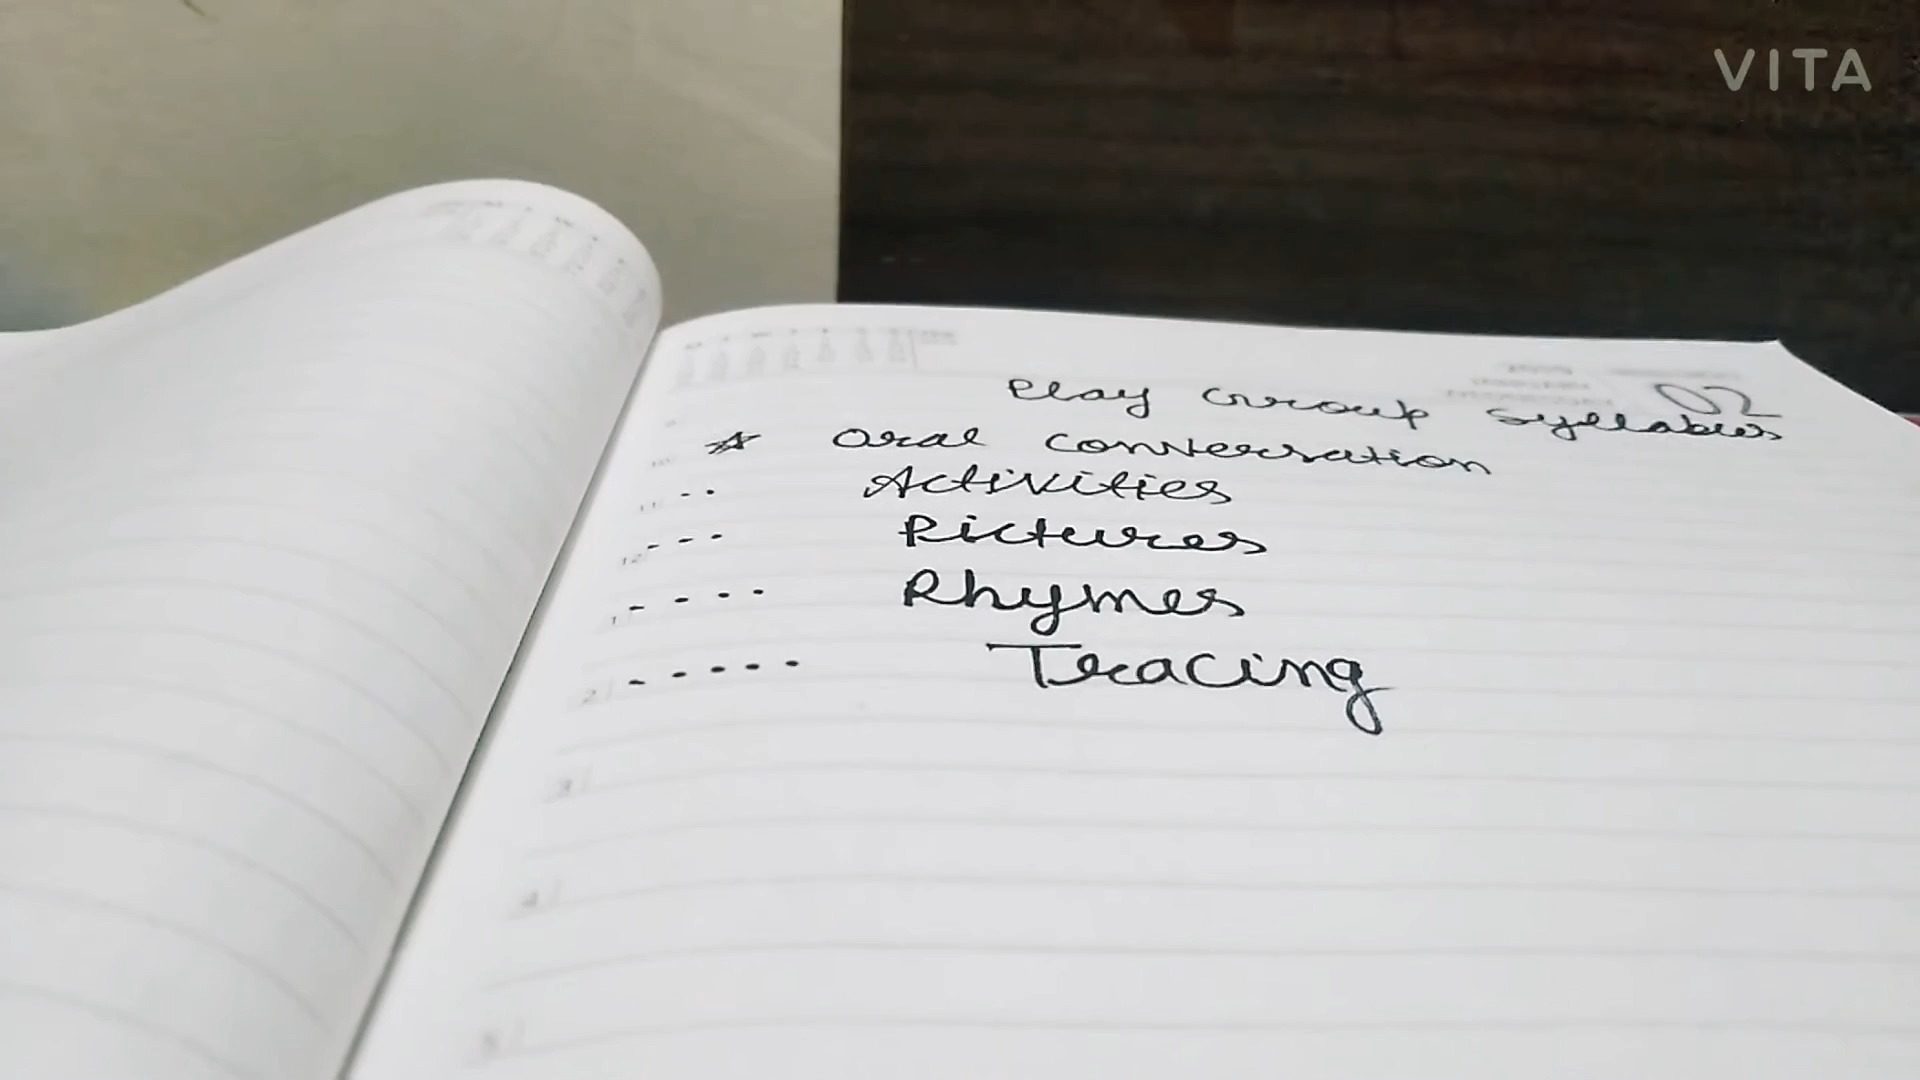 VITA
02
Play Group Syllabus
☆ Oral Conversation
.. Activities
... Pictures
.... Rhymes
..... Tracing